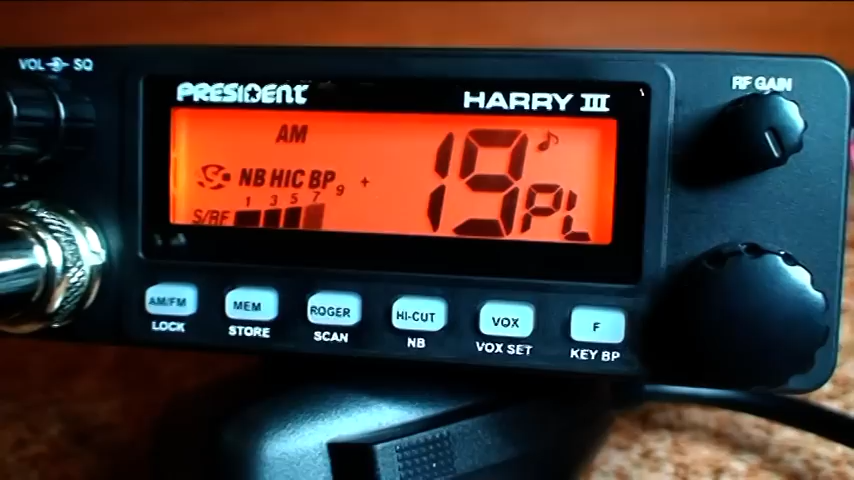 VOL SQ
PRESIDENT
HARRY III
RF GAIN
AM
19
NB HIC BP
1 3 5 7 9 +
PL
S/RF
AM/FM
MEM
ROGER
HI-CUT
VOX
F
LOCK
STORE
SCAN
NB
VOX SET
KEY BP